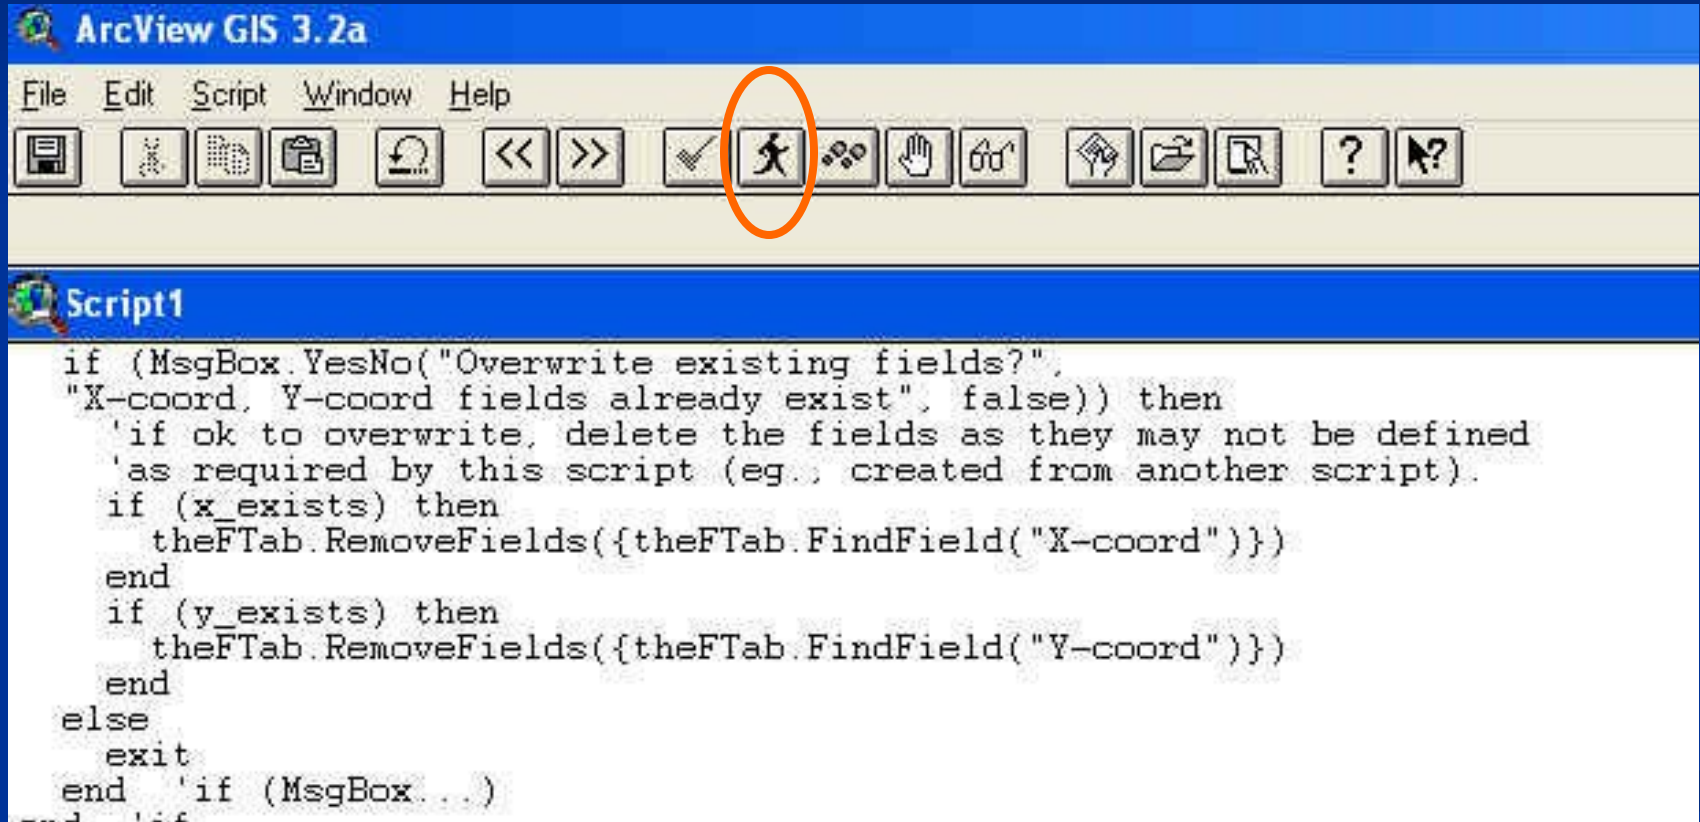 ArcView GIS 3.2a
File Edit Script Window Help
<< >> ? ?
Script1
if (MsgBox.YesNo("Overwrite existing fields?",
"X-coord, Y-coord fields already exist", false)) then
'if ok to overwrite, delete the fields as they may not be defined
'as required by this script (eg., created from another script).
if (x_exists) then
theFTab.RemoveFields({theFTab.FindField("X-coord")})
end
if (y_exists) then
theFTab.RemoveFields({theFTab.FindField("Y-coord")})
end
else
exit
end 'if (MsgBox...)
end 'if